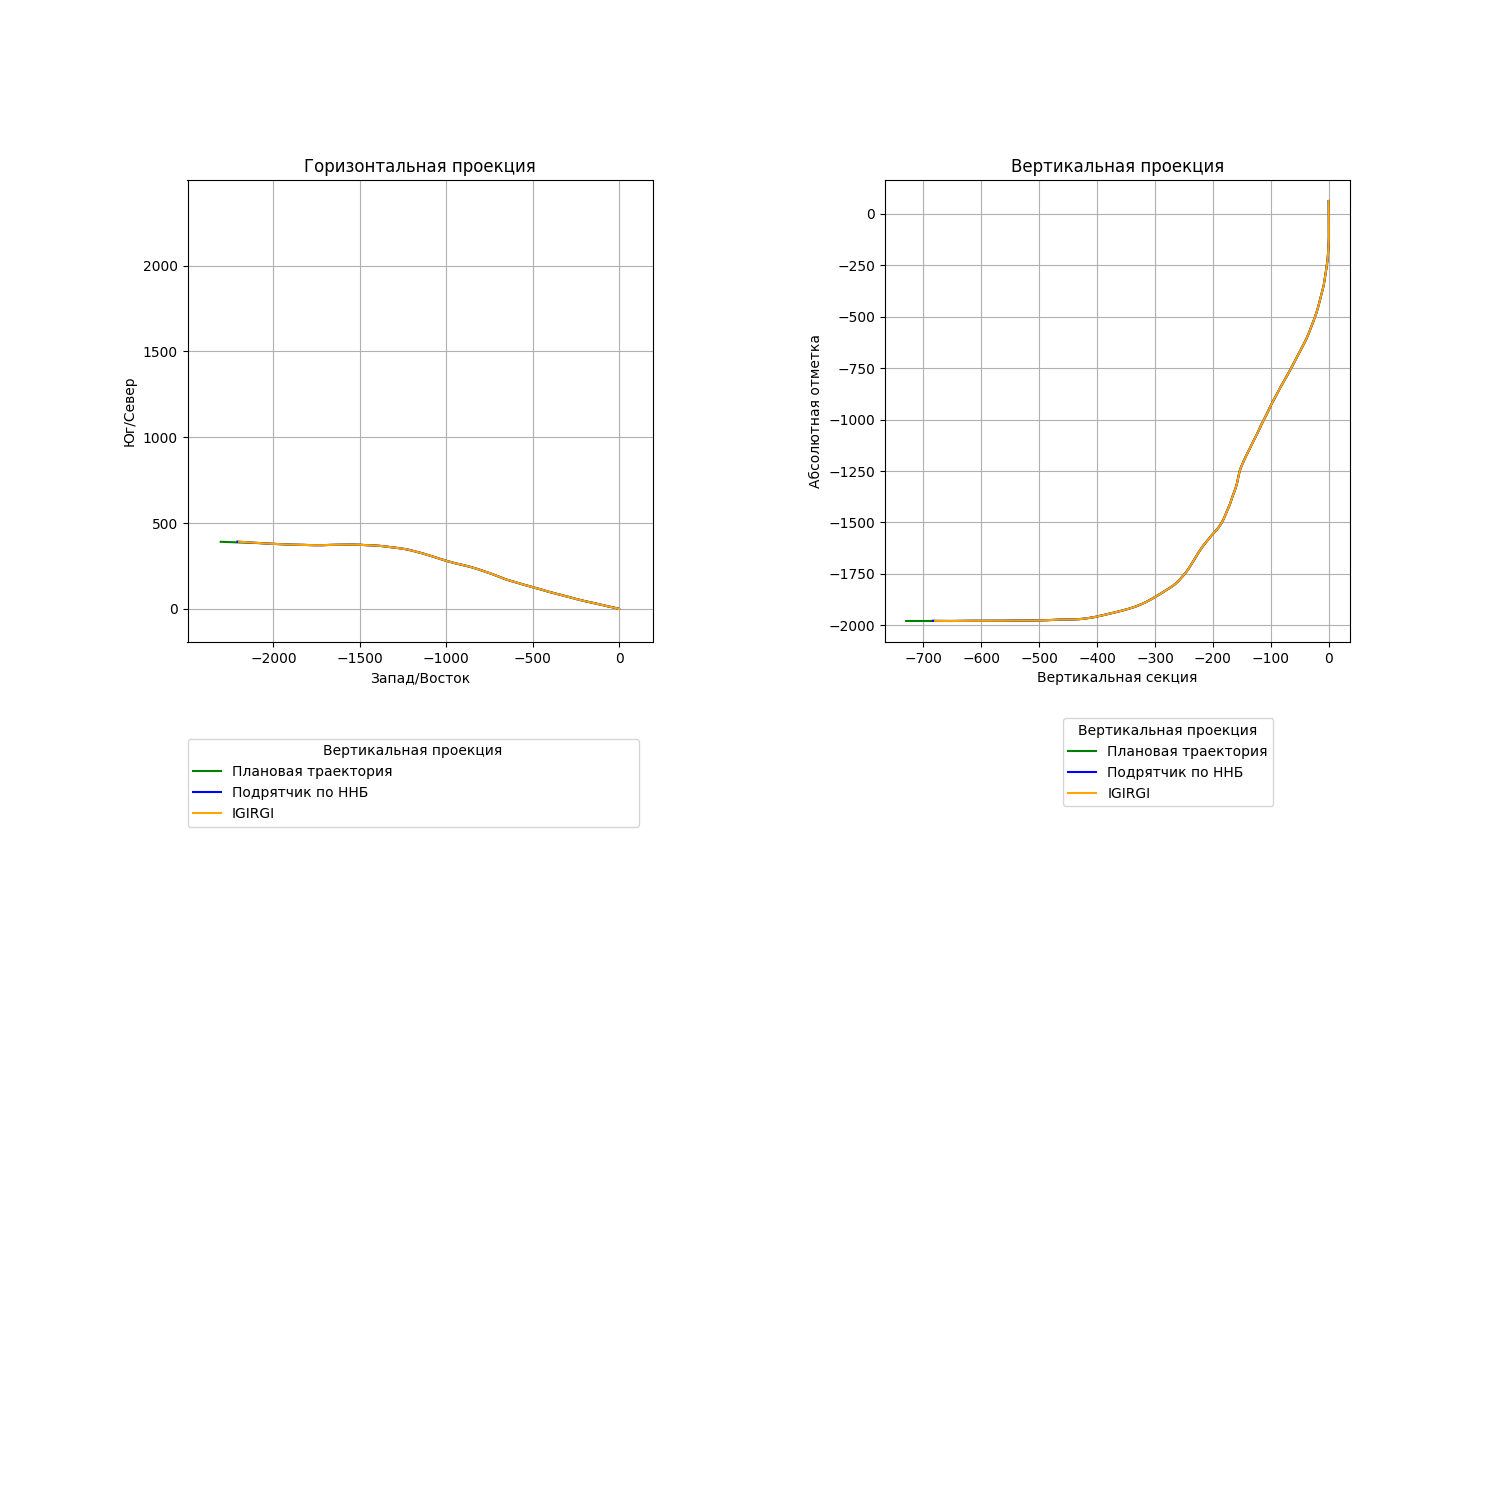 Горизонтальная проекция
2000
1500
1000
500
0
Юг/Север
−2000 −1500 −1000 −500 0
Запад/Восток
Вертикальная проекция
Плановая траектория
Подрятчик по ННБ
IGIRGI
Вертикальная проекция
0
−250
−500
−750
−1000
−1250
−1500
−1750
−2000
Абсолютная отметка
−700 −600 −500 −400 −300 −200 −100 0
Вертикальная секция
Вертикальная проекция
Плановая траектория
Подрятчик по ННБ
IGIRGI